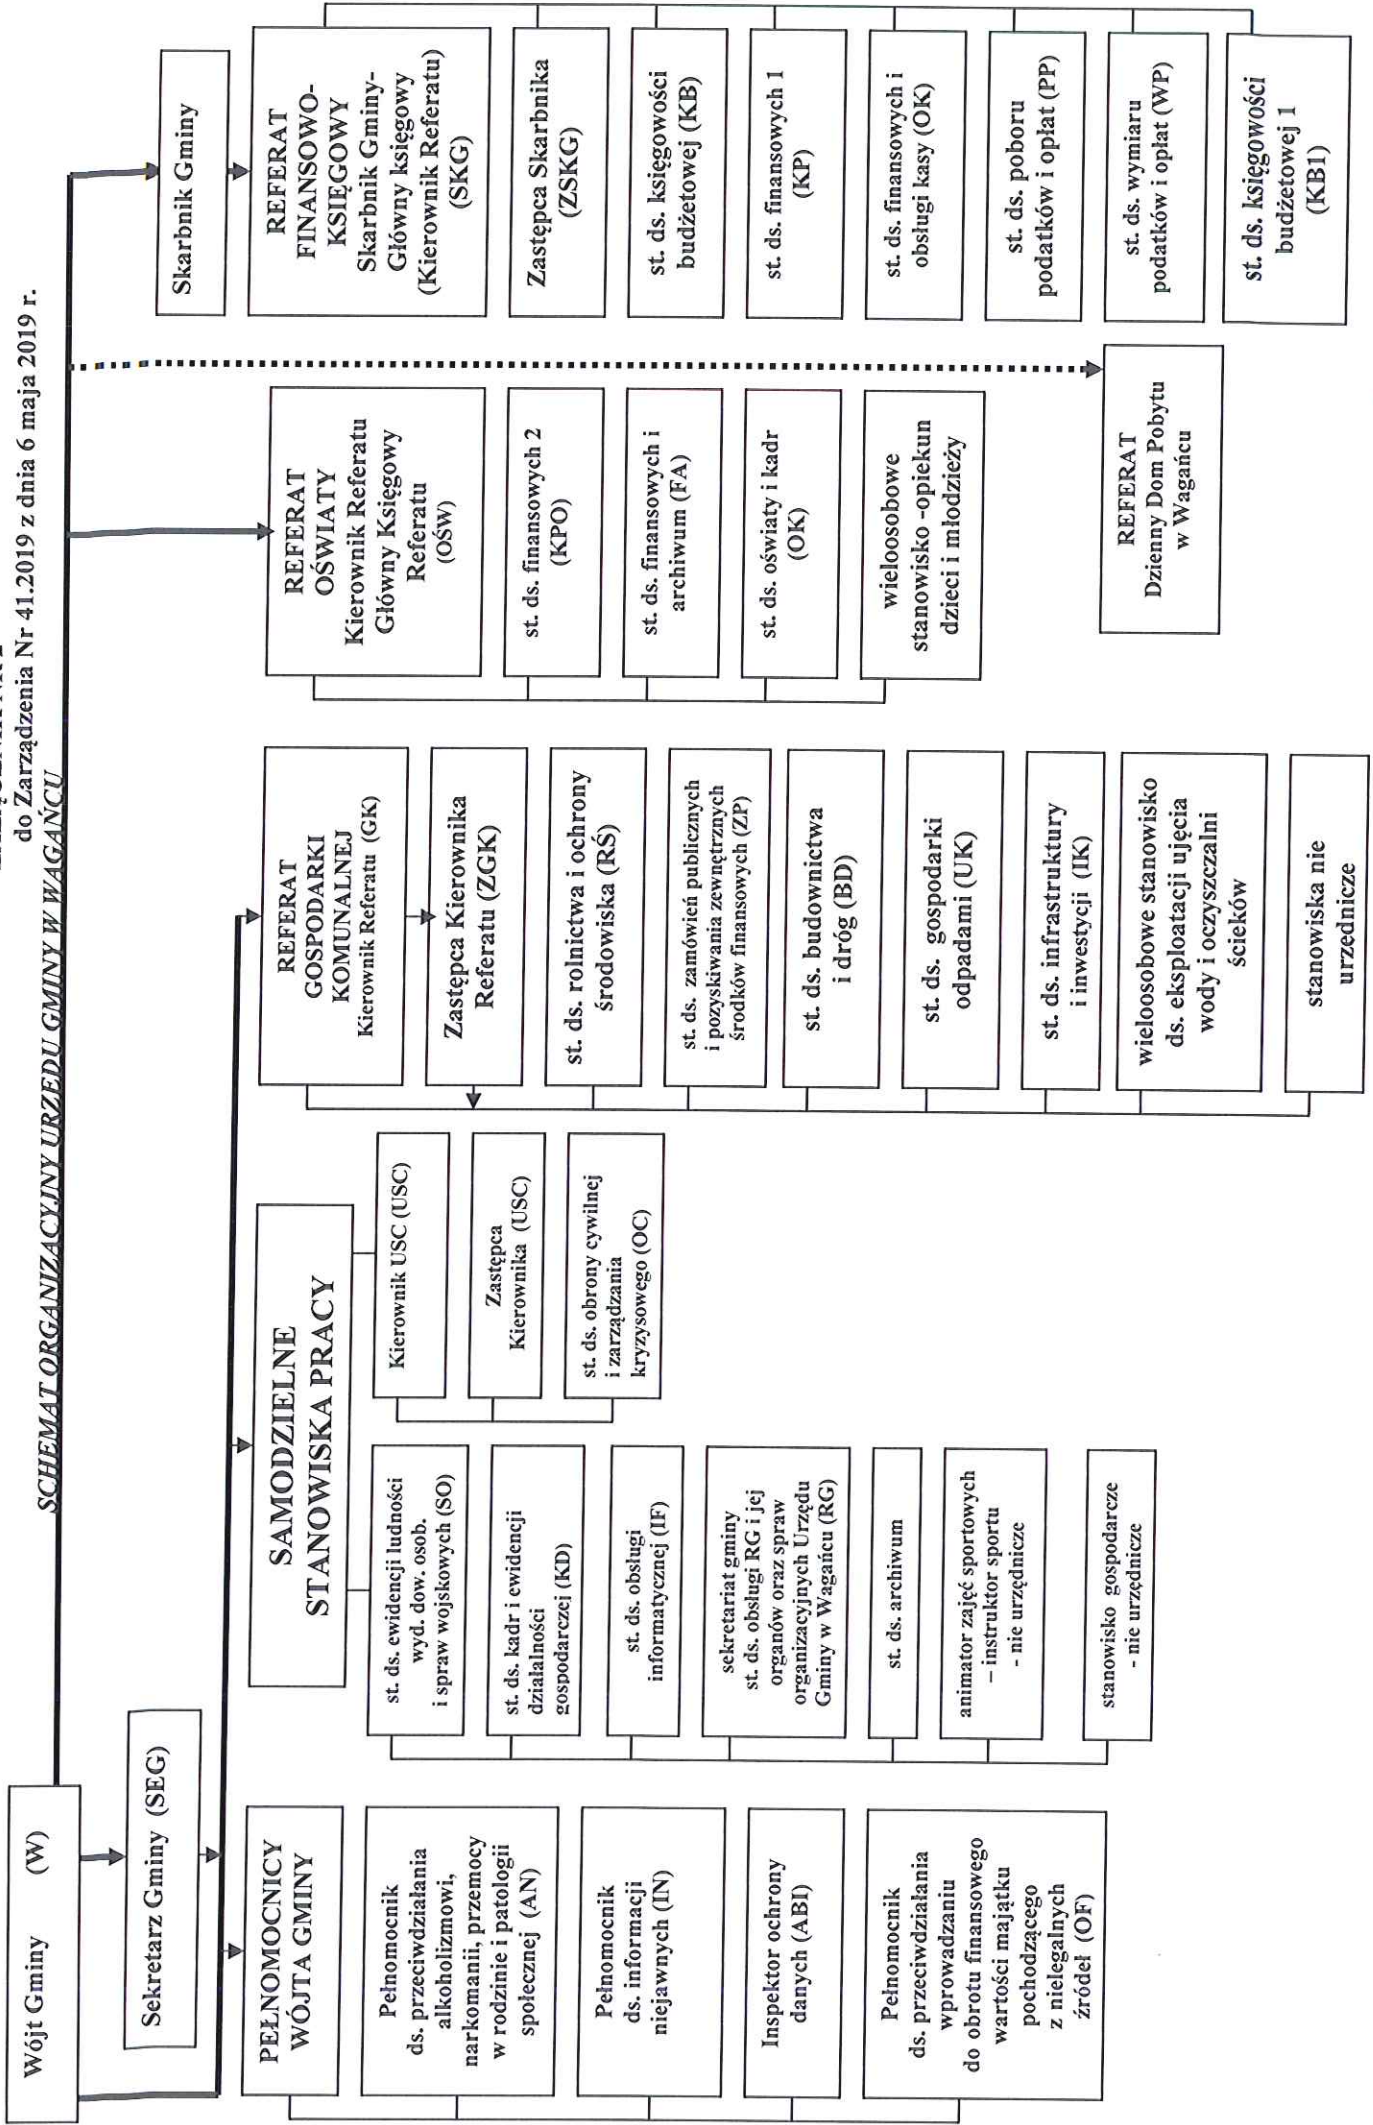 do Zarządzenia Nr 41.2019 z dnia 6 maja 2019 r.
SCHEMAT ORGANIZACYJNY URZĘDU GMINY W WAGAŃCU
Wójt Gminy (W)
Sekretarz Gminy (SEG)
Skarbnik Gminy
PEŁNOMOCNICY
WÓJTA GMINY
Pełnomocnik
ds. przeciwdziałania
alkoholizmowi,
narkomanii, przemocy
w rodzinie i patologii
społecznej (AN)
Pełnomocnik
ds. informacji
niejawnych (IN)
Inspektor ochrony
danych (ABI)
Pełnomocnik
ds. przeciwdziałania
wprowadzaniu
do obrotu finansowego
wartości majątku
pochodzącego
z nielegalnych
źródeł (OF)
SAMODZIELNE
STANOWISKA PRACY
st. ds. ewidencji ludności
wyd. dow. osob.
i spraw wojskowych (SO)
st. ds. kadr i ewidencji
działalności
gospodarczej (KD)
st. ds. obsługi
informatycznej (IF)
sekretariat gminy
st. ds. obsługi RG i jej
organów oraz spraw
organizacyjnych Urzędu
Gminy w Wagańcu (RG)
st. ds. archiwum
animator zajęć sportowych
– instruktor sportu
- nie urzędnicze
stanowisko gospodarcze
- nie urzędnicze
Kierownik USC (USC)
Zastępca
Kierownika (USC)
st. ds. obrony cywilnej
i zarządzania
kryzysowego (OC)
REFERAT
GOSPODARKI
KOMUNALNEJ
Kierownik Referatu (GK)
Zastępca Kierownika
Referatu (ZGK)
st. ds. rolnictwa i ochrony
środowiska (RŚ)
st. ds. zamówień publicznych
i pozyskiwania zewnętrznych
środków finansowych (ZP)
st. ds. budownictwa
i dróg (BD)
st. ds. gospodarki
odpadami (UK)
st. ds. infrastruktury
i inwestycji (IK)
wieloosobowe stanowisko
ds. eksploatacji ujęcia
wody i oczyszczalni
ścieków
stanowiska nie
urzednicze
REFERAT
OŚWIATY
Kierownik Referatu
Główny Księgowy
Referatu
(OŚW)
st. ds. finansowych 2
(KPO)
st. ds. finansowych i
archiwum (FA)
st. ds. oświaty i kadr
(OK)
wieloosobowe
stanowisko -opiekun
dzieci i młodzieży
REFERAT
Dzienny Dom Pobytu
w Wagańcu
REFERAT
FINANSOWO-
KSIĘGOWY
Skarbnik Gminy-
Główny księgowy
(Kierownik Referatu)
(SKG)
Zastępca Skarbnika
(ZSKG)
st. ds. księgowości
budżetowej (KB)
st. ds. finansowych 1
(KP)
st. ds. finansowych i
obsługi kasy (OK)
st. ds. poboru
podatków i opłat (PP)
st. ds. wymiaru
podatków i opłat (WP)
st. ds. księgowości
budżetowej 1
(KB1)